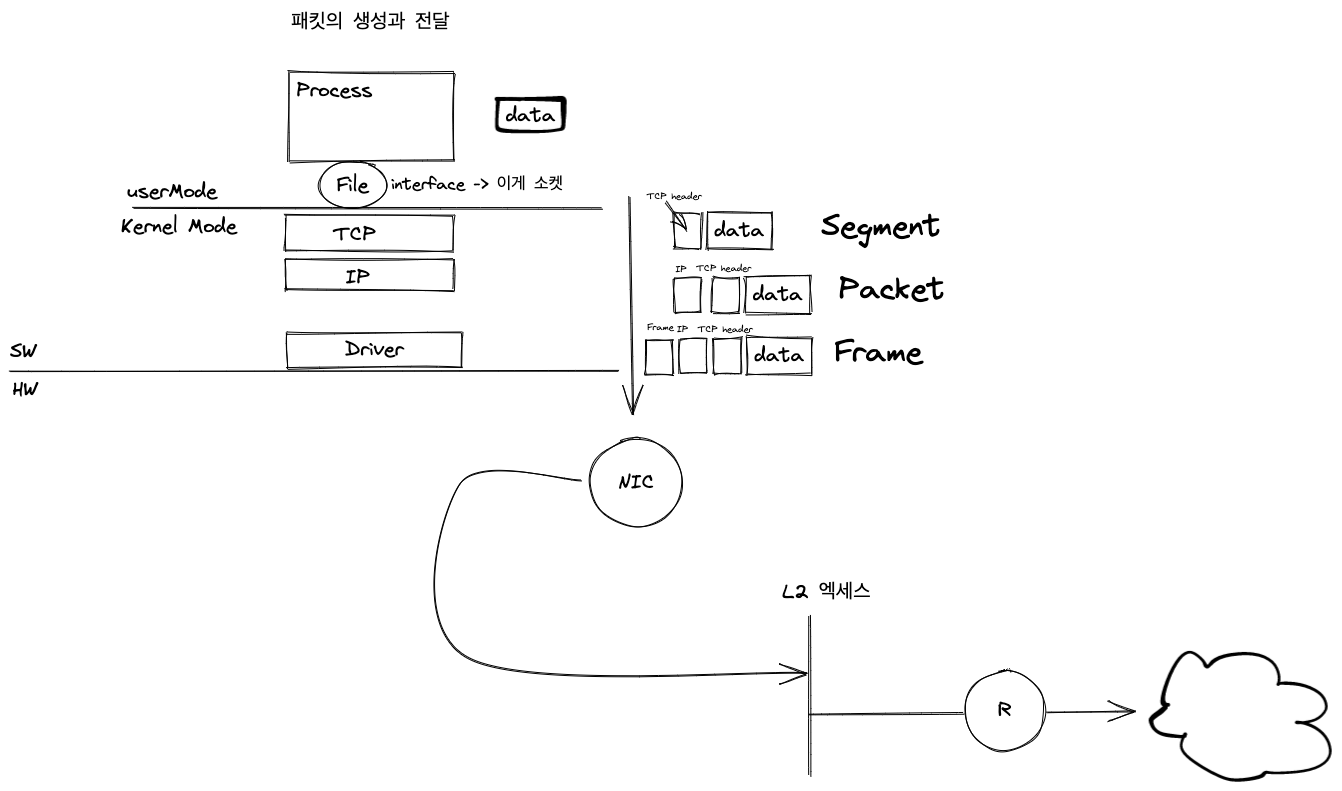 패킷의 생성과 전달
Process
data
File
interface -> 이게 소켓
userMode
Kernel Mode
TCP
IP
Driver
SW
HW
TCP header
data
Segment
IP TCP header
data
Packet
Frame IP TCP header
data
Frame
NIC
L2 엑세스
R